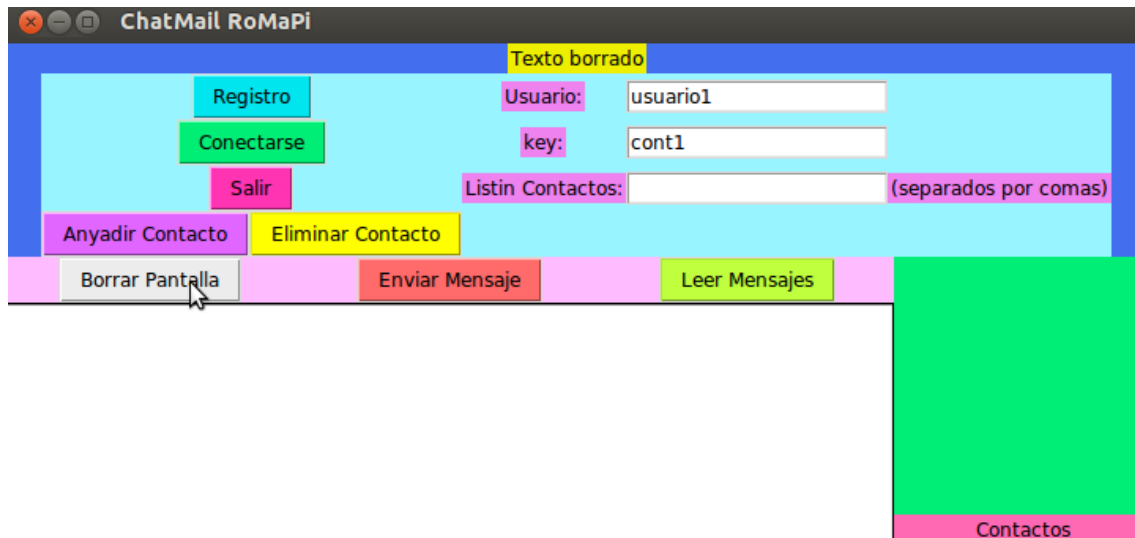 ChatMail RoMaPi
Texto borrado
Registro Usuario: usuario1
Conectarse key: cont1
Salir Listin Contactos: (separados por comas)
Anyadir Contacto Eliminar Contacto
Borrar Pantalla Enviar Mensaje Leer Mensajes
Contactos